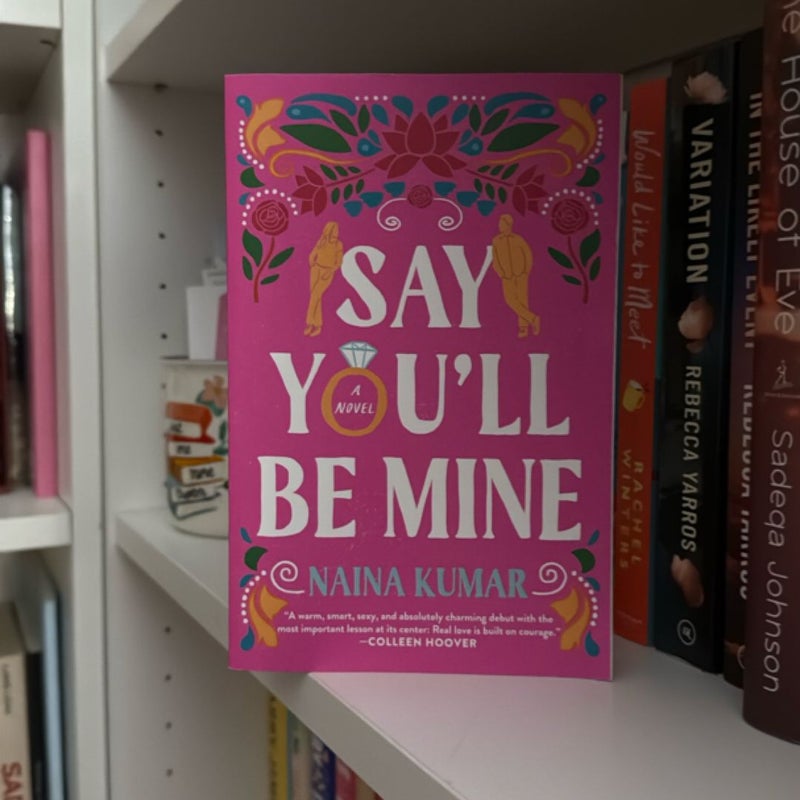 SAY
YOU'LL
A
NOVEL
BE MINE
NAINA KUMAR
"A warm, smart, sexy, and absolutely charming debut with the
most important lesson at its center: Real love is built on courage."
—COLLEEN HOOVER
Would Like to Meet
RACHEL WINTERS
VARIATION
REBECCA YARROS
IN THE LIKELY EVENT
REBECCA YARROS
House of Eve
Sadeqa Johnson